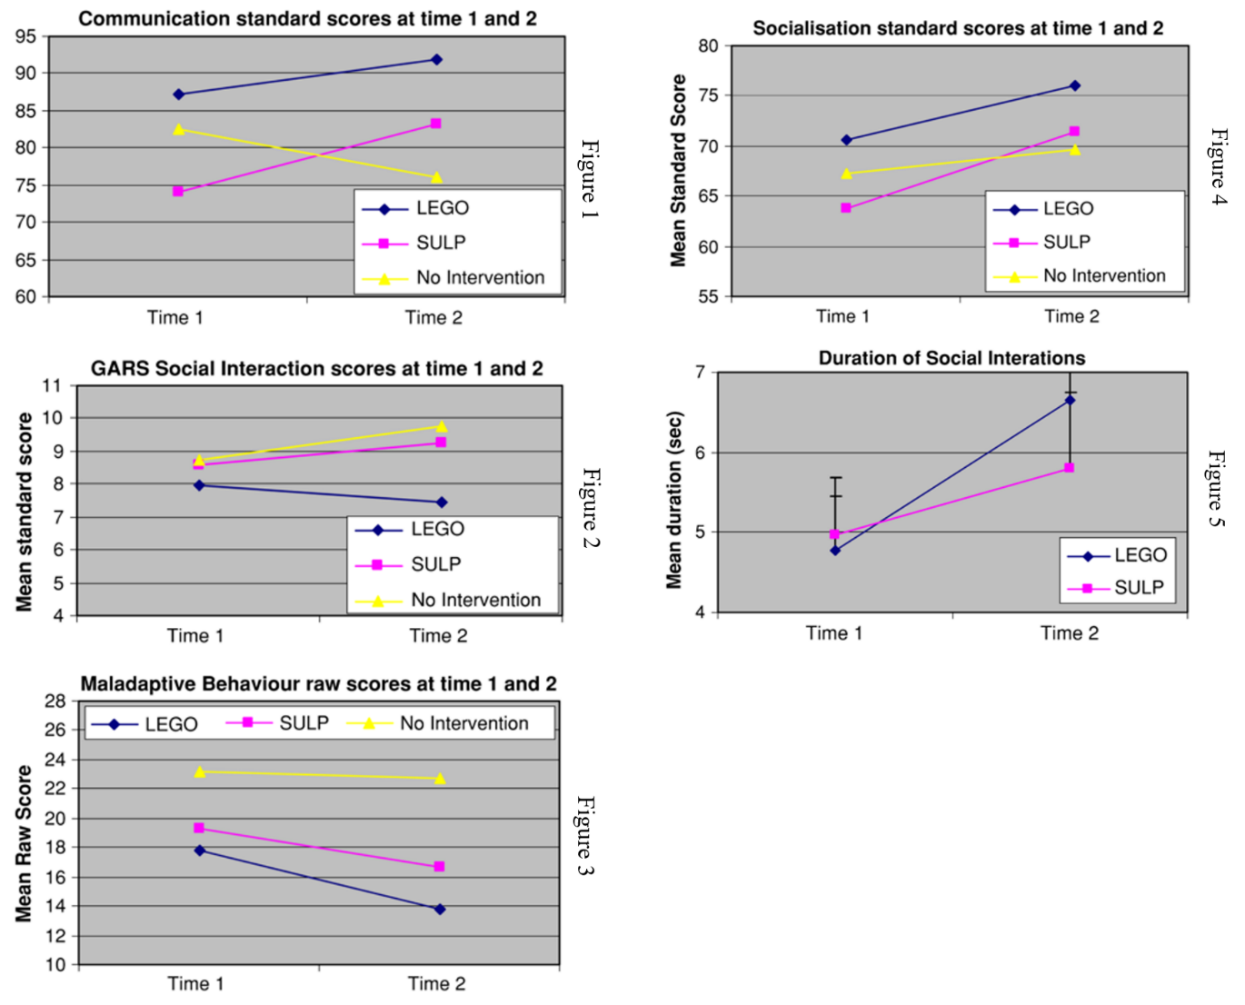 Communication standard scores at time 1 and 2
95
90
85
80
75
70
65
60
LEGO
SULP
No Intervention
Time 1
Time 2
Figure 1
Socialisation standard scores at time 1 and 2
Mean Standard Score
80
75
70
65
60
55
LEGO
SULP
No Intervention
Time 1
Time 2
Figure 4
GARS Social Interaction scores at time 1 and 2
Mean standard score
11
10
9
8
7
6
5
4
LEGO
SULP
No Intervention
Time 1
Time 2
Figure 2
Duration of Social Interations
Mean duration (sec)
7
6
5
4
LEGO
SULP
Time 1
Time 2
Figure 5
Maladaptive Behaviour raw scores at time 1 and 2
Mean Raw Score
28
26
24
22
20
18
16
14
12
10
LEGO
SULP
No Intervention
Time 1
Time 2
Figure 3